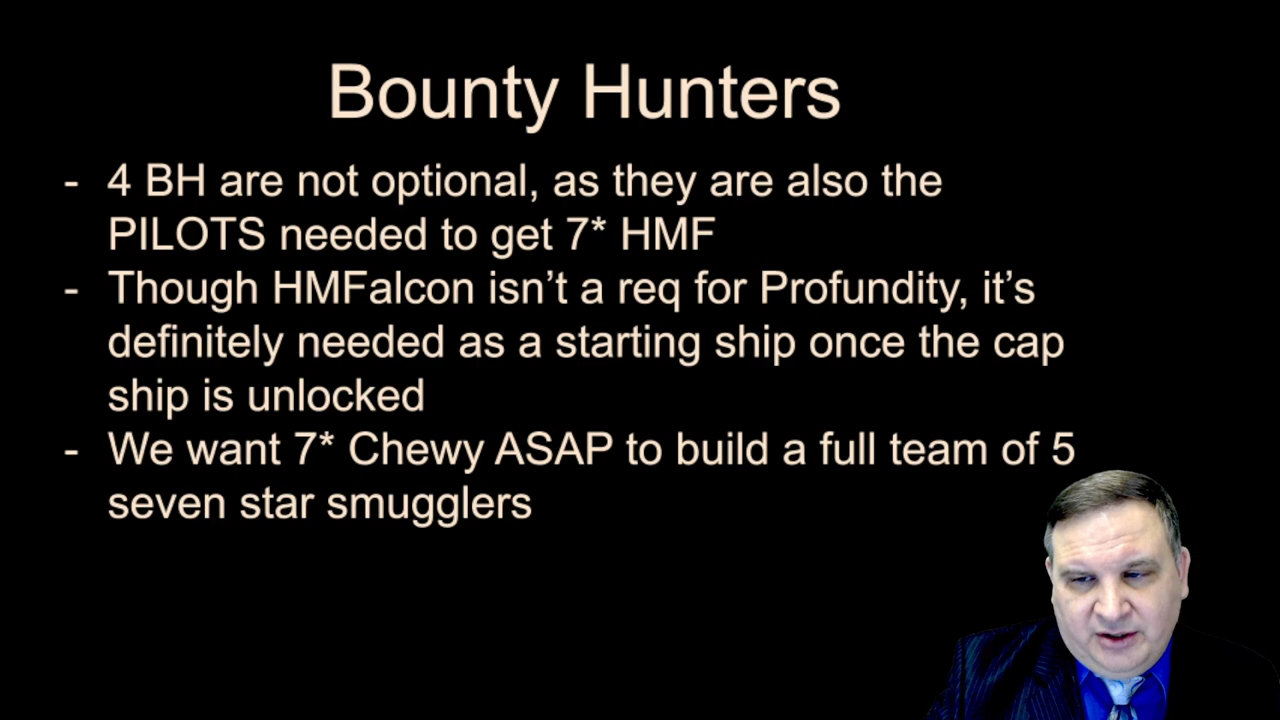 Bounty Hunters
- 4 BH are not optional, as they are also the
PILOTS needed to get 7* HMF
- Though HMFalcon isn’t a req for Profundity, it’s
definitely needed as a starting ship once the cap
ship is unlocked
- We want 7* Chewy ASAP to build a full team of 5
seven star smugglers